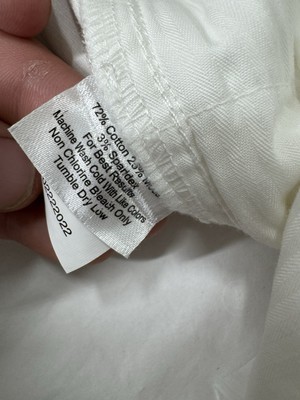 72% Cotton 25%
3% Spandex
For Best Results
Machine Wash Cold With Like Colors
Non Chlorine Bleach Only
Tumble Dry Low
2222022